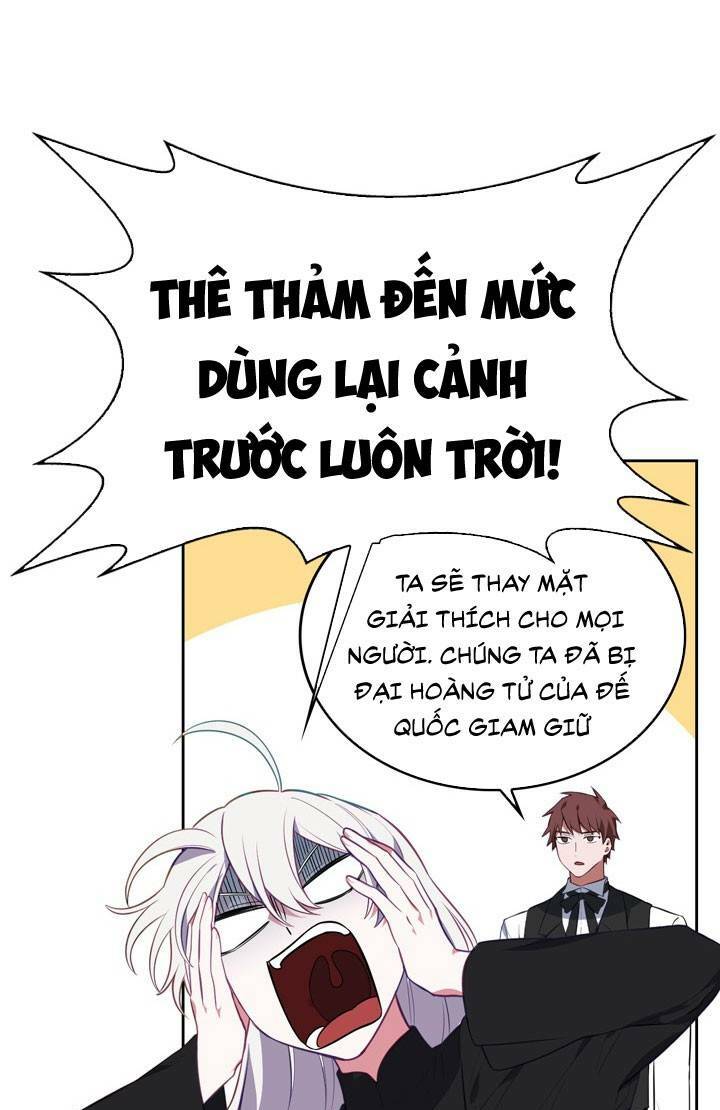 THÊ THẢM ĐẾN MỨC
DÙNG LẠI CẢNH
TRƯỚC LUÔN TRỜI!
TA SẼ THAY MẶT
GIẢI THÍCH CHO MỌI
NGƯỜI. CHÚNG TA ĐÃ BỊ
ĐẠI HOÀNG TỬ CỦA ĐẾ
QUỐC GIAM GIỮ